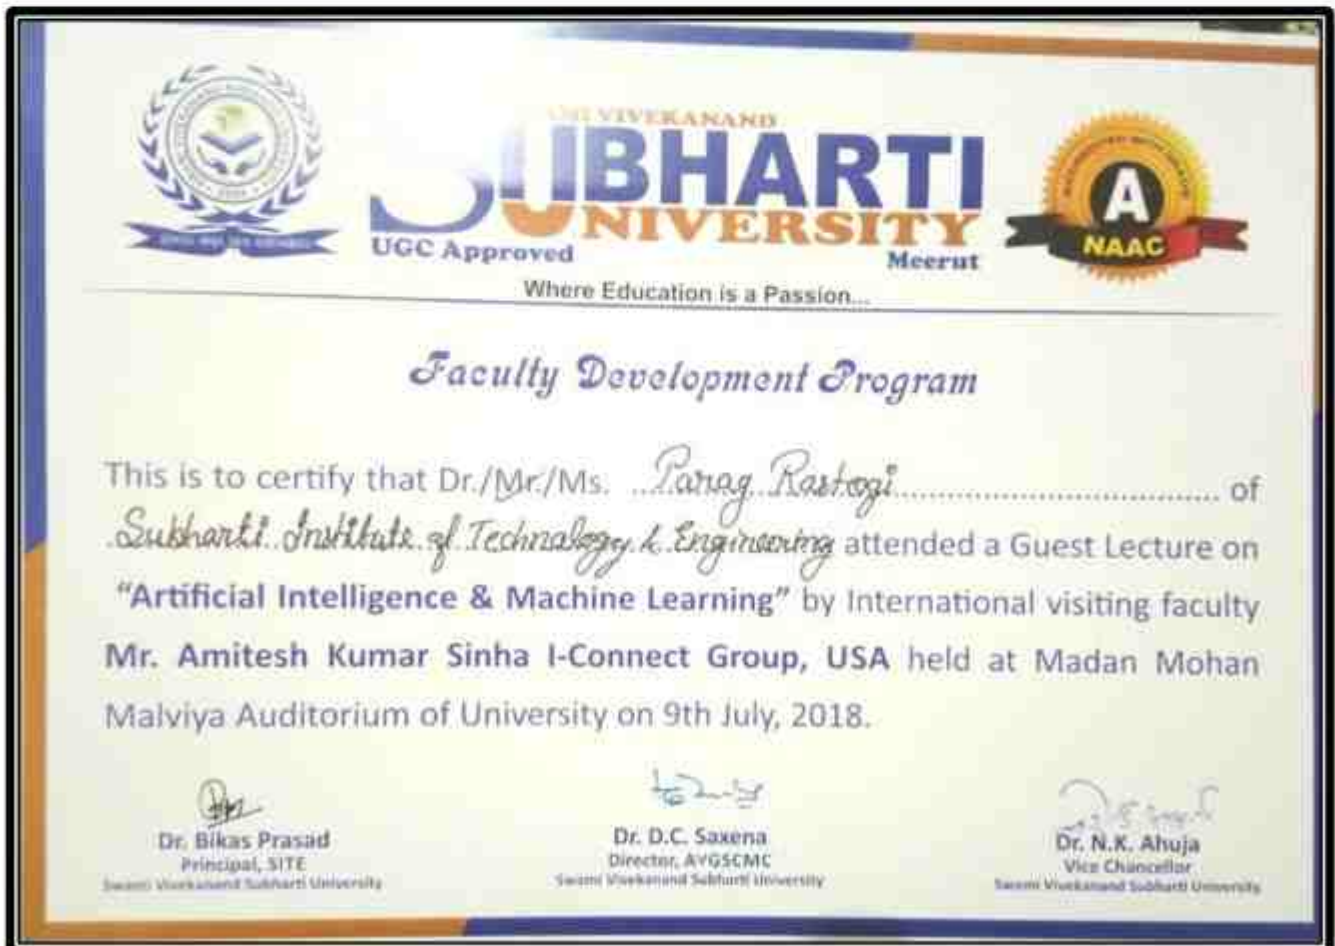 VIVEKANAND
SUBHARTI
UNIVERSITY
UGC Approved
Meerut
Where Education is a Passion...
A
NAAC
Faculty Development Program
This is to certify that Dr./Mr./Ms. Parag Rastogi of
Subharti Institute of Technology & Engineering attended a Guest Lecture on
"Artificial Intelligence & Machine Learning" by International visiting faculty
Mr. Amitesh Kumar Sinha I-Connect Group, USA held at Madan Mohan
Malviya Auditorium of University on 9th July, 2018.
Dr. Bikas Prasad
Principal, SITE
Swami Vivekanand Subharti University
Dr. D.C. Saxena
Director, AYGSCMC
Swami Vivekanand Subharti University
Dr. N.K. Ahuja
Vice Chancellor
Swami Vivekanand Subharti University